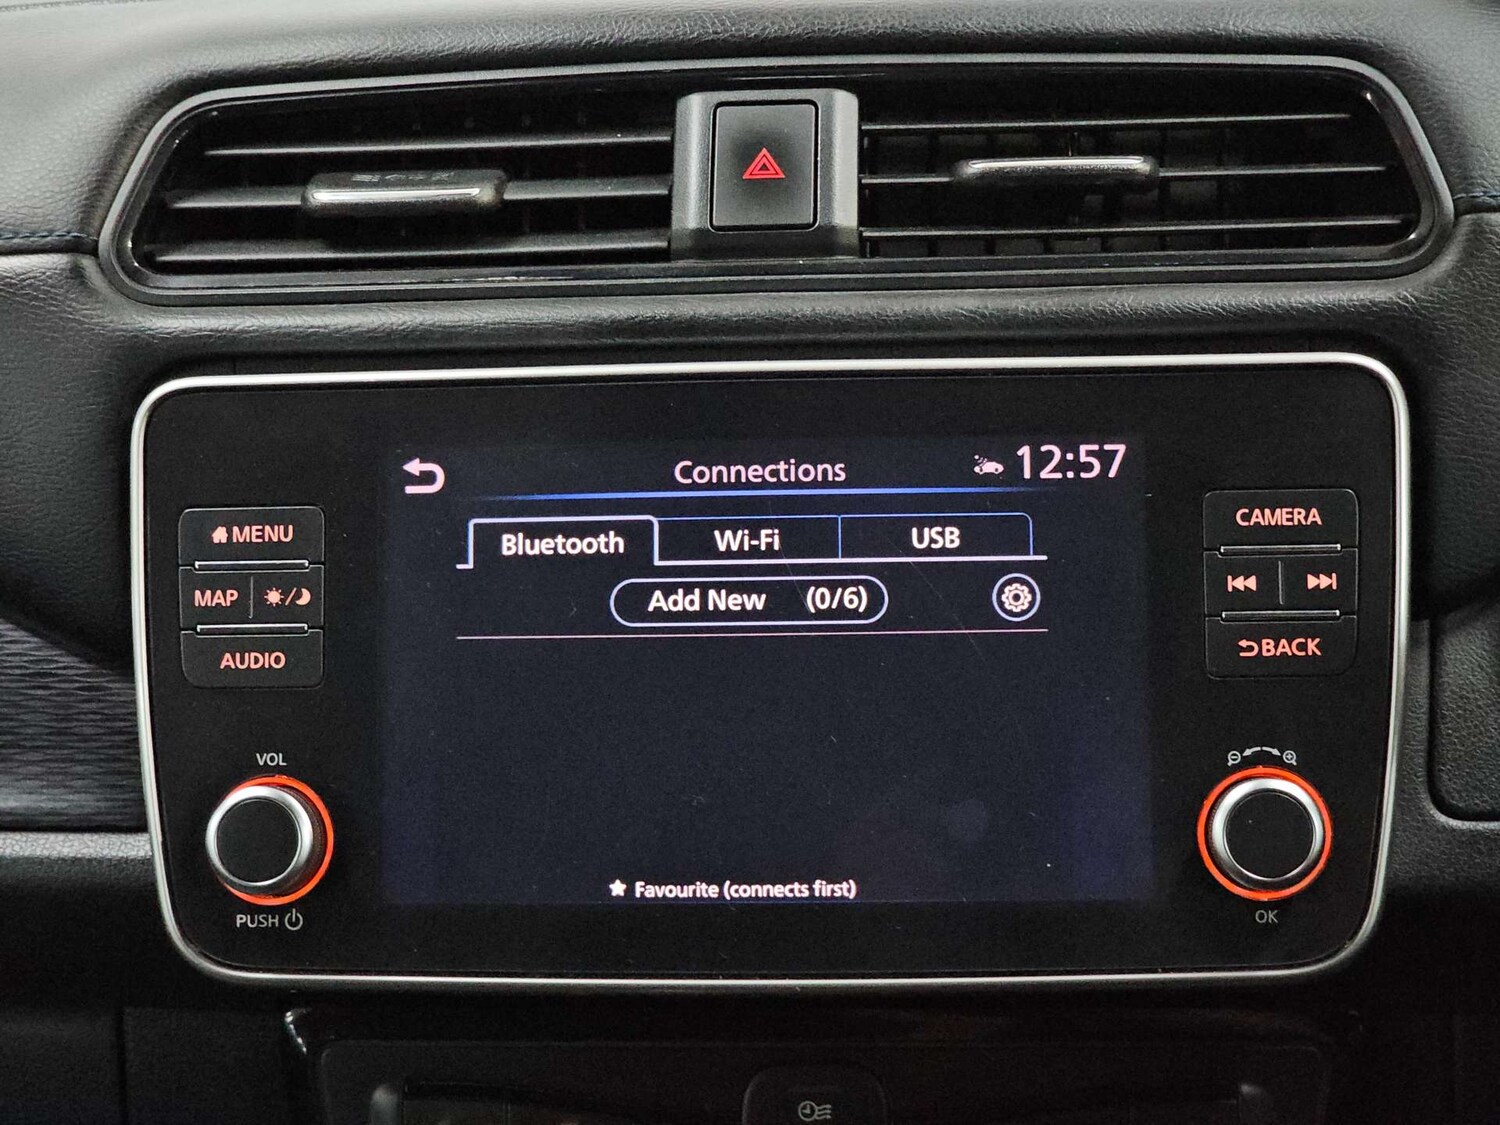 Connections
12:57
Bluetooth
Wi-Fi
USB
Add New (0/6)
Favourite (connects first)
MENU
MAP
AUDIO
VOL
PUSH
CAMERA
BACK
OK